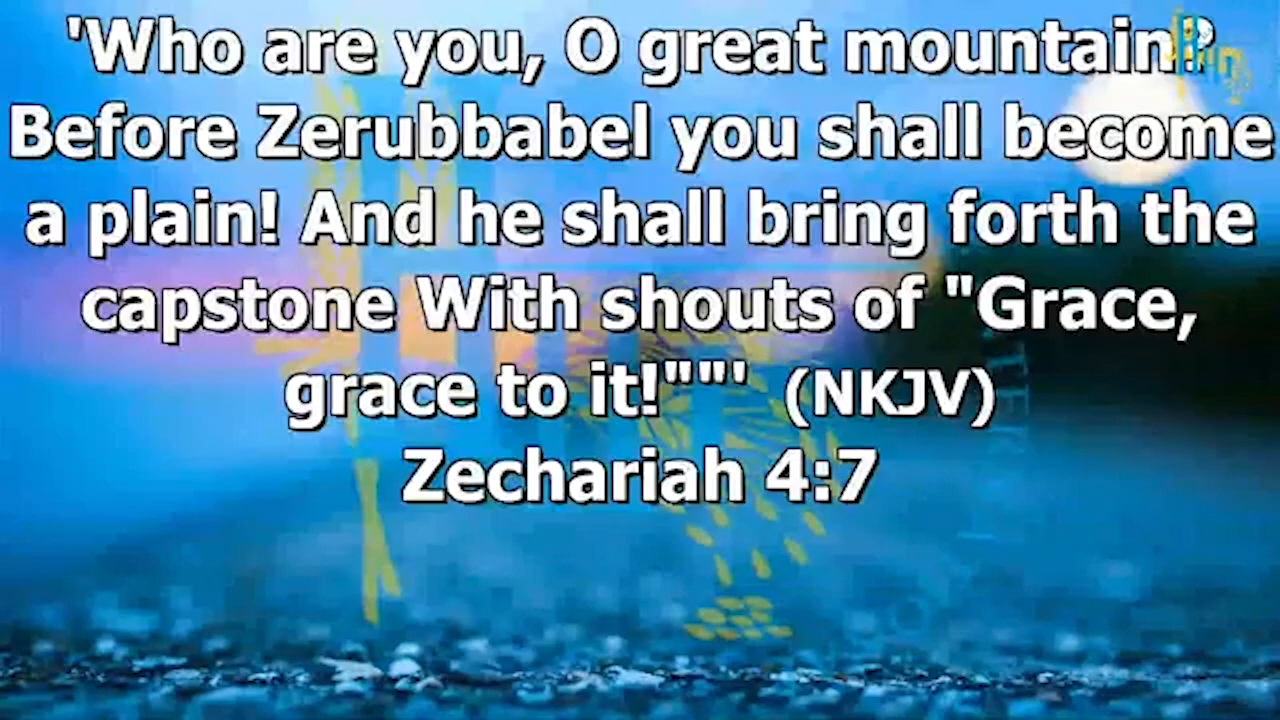 'Who are you, O great mountain?
Before Zerubbabel you shall become
a plain! And he shall bring forth the
capstone With shouts of "Grace,
grace to it!""' (NKJV)
Zechariah 4:7